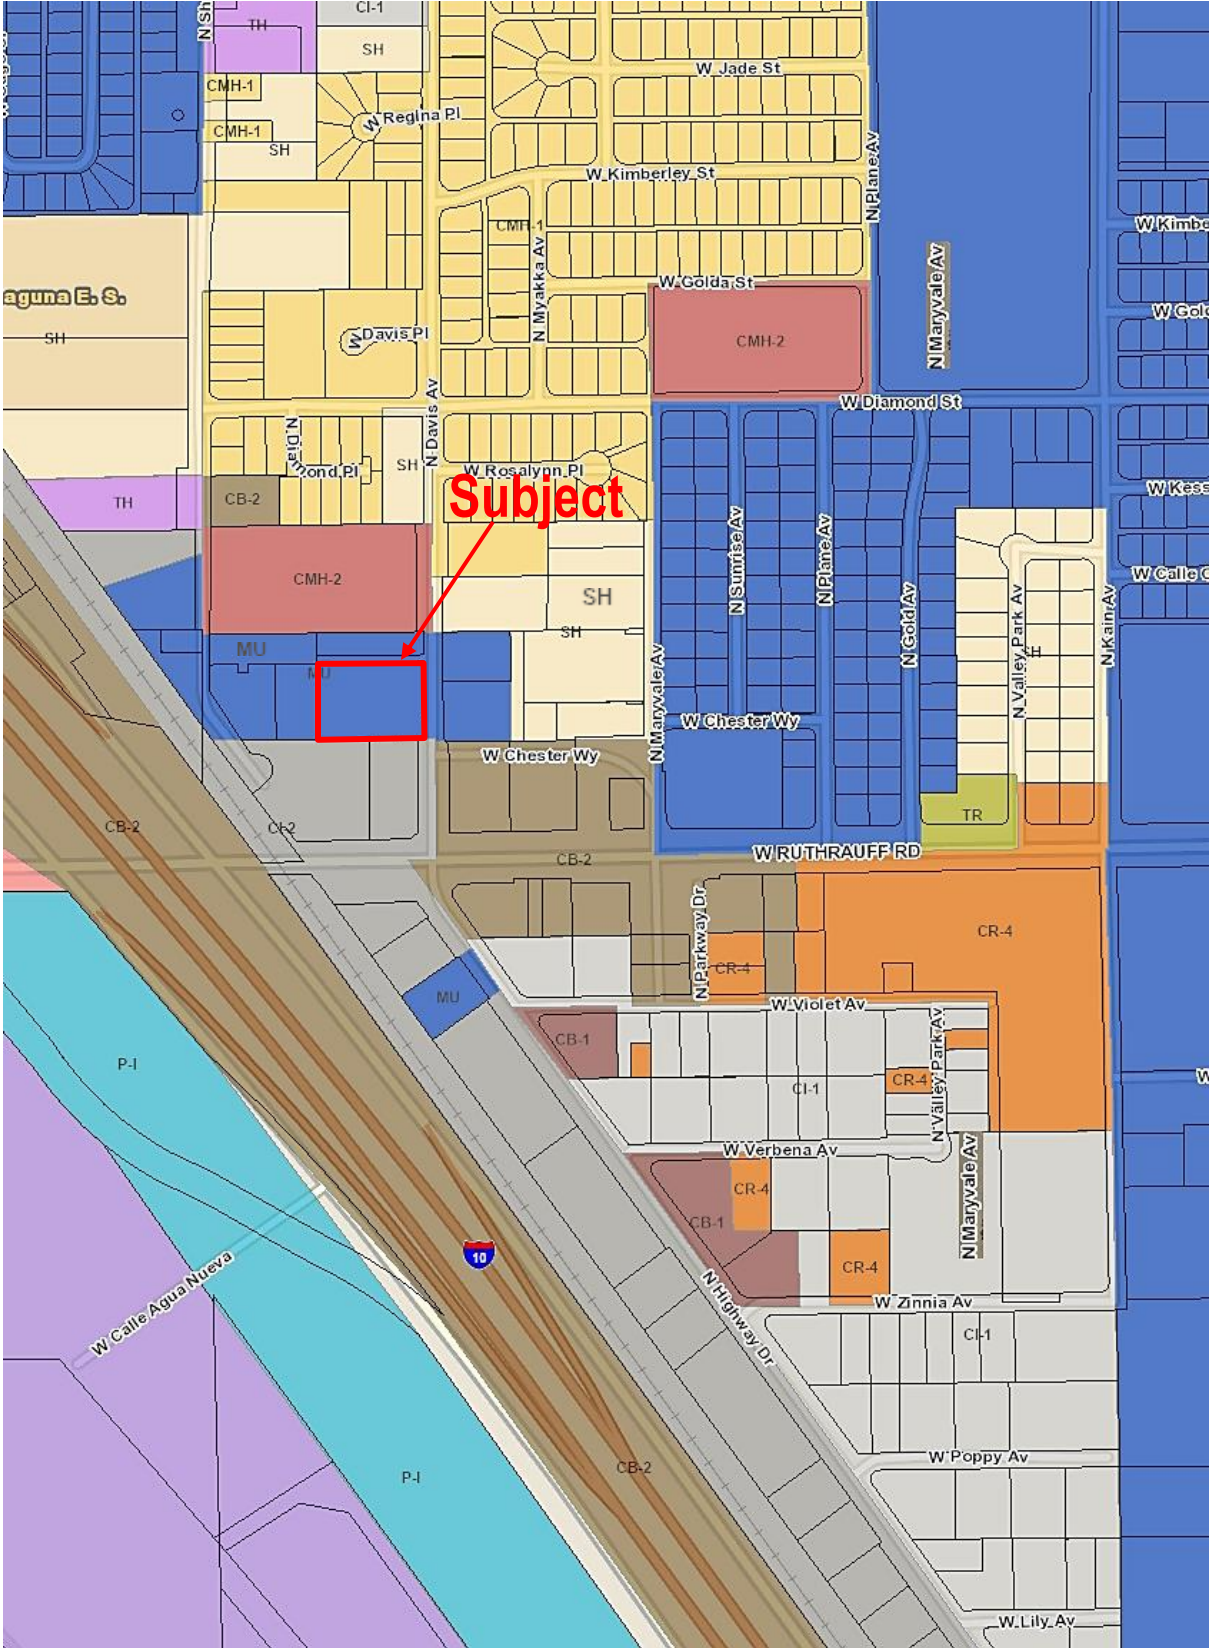 CI-1
TH
SH
W Jade St
CMH-1
W Regina Pl
CMH-1
SH
N Plane Av
W Kimberley St
CMH-1
N Myakka Av
N Maryvale Av
W Golda St
aguna E. S.
SH
W Davis Pl
CMH-2
N Davis Av
W Diamond St
N Diamond Pl
SH
W Rosalynn Pl
TH
CB-2
Subject
W Kess
N Sunrise Av
N Plane Av
CMH-2
SH
SH
N Gold Av
N Valley Park Av
SH
N Kain Av
MU
MU
N Maryvale Av
W Chester Wy
W Chester Wy
CB-2
CI-2
TR
CB-2
W RUTHRAUFF RD
N Parkway Dr
CR-4
CR-4
MU
W Violet Av
CB-1
P-I
CI-1
CR-4
N Valley Park Av
W Verbena Av
CR-4
CB-1
N Maryvale Av
10
CR-4
W Calle Agua Nueva
N Highway Dr
W Zinnia Av
CI-1
W Poppy Av
CB-2
P-I
W Lily Av